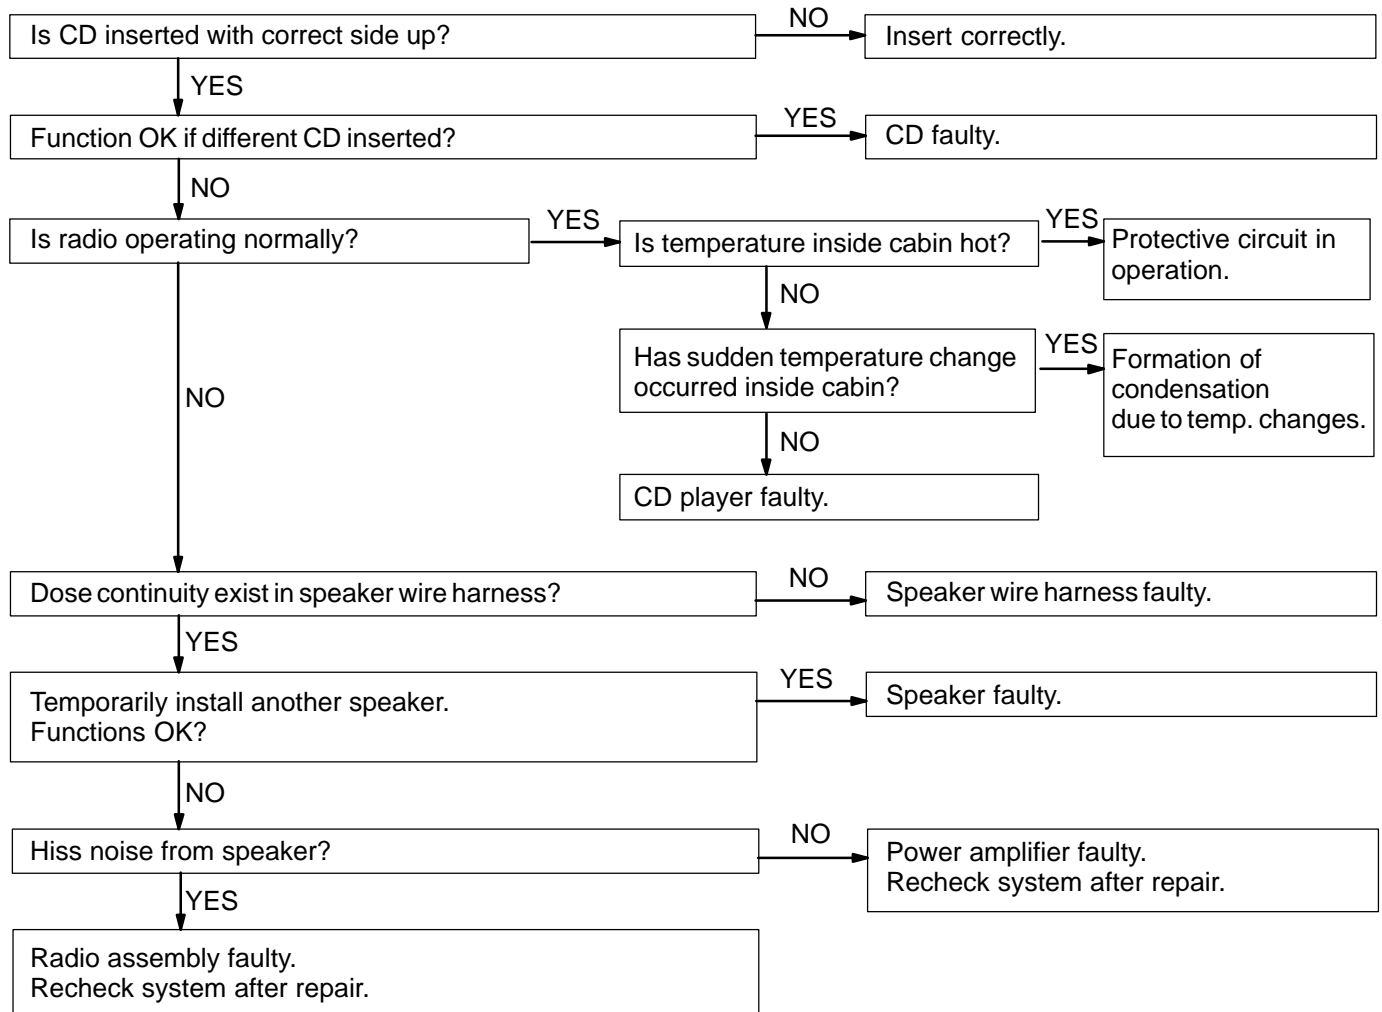 Is CD inserted with correct side up?
NO
Insert correctly.
YES
Function OK if different CD inserted?
YES
CD faulty.
NO
Is radio operating normally?
YES
Is temperature inside cabin hot?
YES
Protective circuit in
operation.
NO
Has sudden temperature change
occurred inside cabin?
YES
Formation of
condensation
due to temp. changes.
NO
CD player faulty.
NO
Dose continuity exist in speaker wire harness?
NO
Speaker wire harness faulty.
YES
Temporarily install another speaker.
Functions OK?
YES
Speaker faulty.
NO
Hiss noise from speaker?
NO
Power amplifier faulty.
Recheck system after repair.
YES
Radio assembly faulty.
Recheck system after repair.